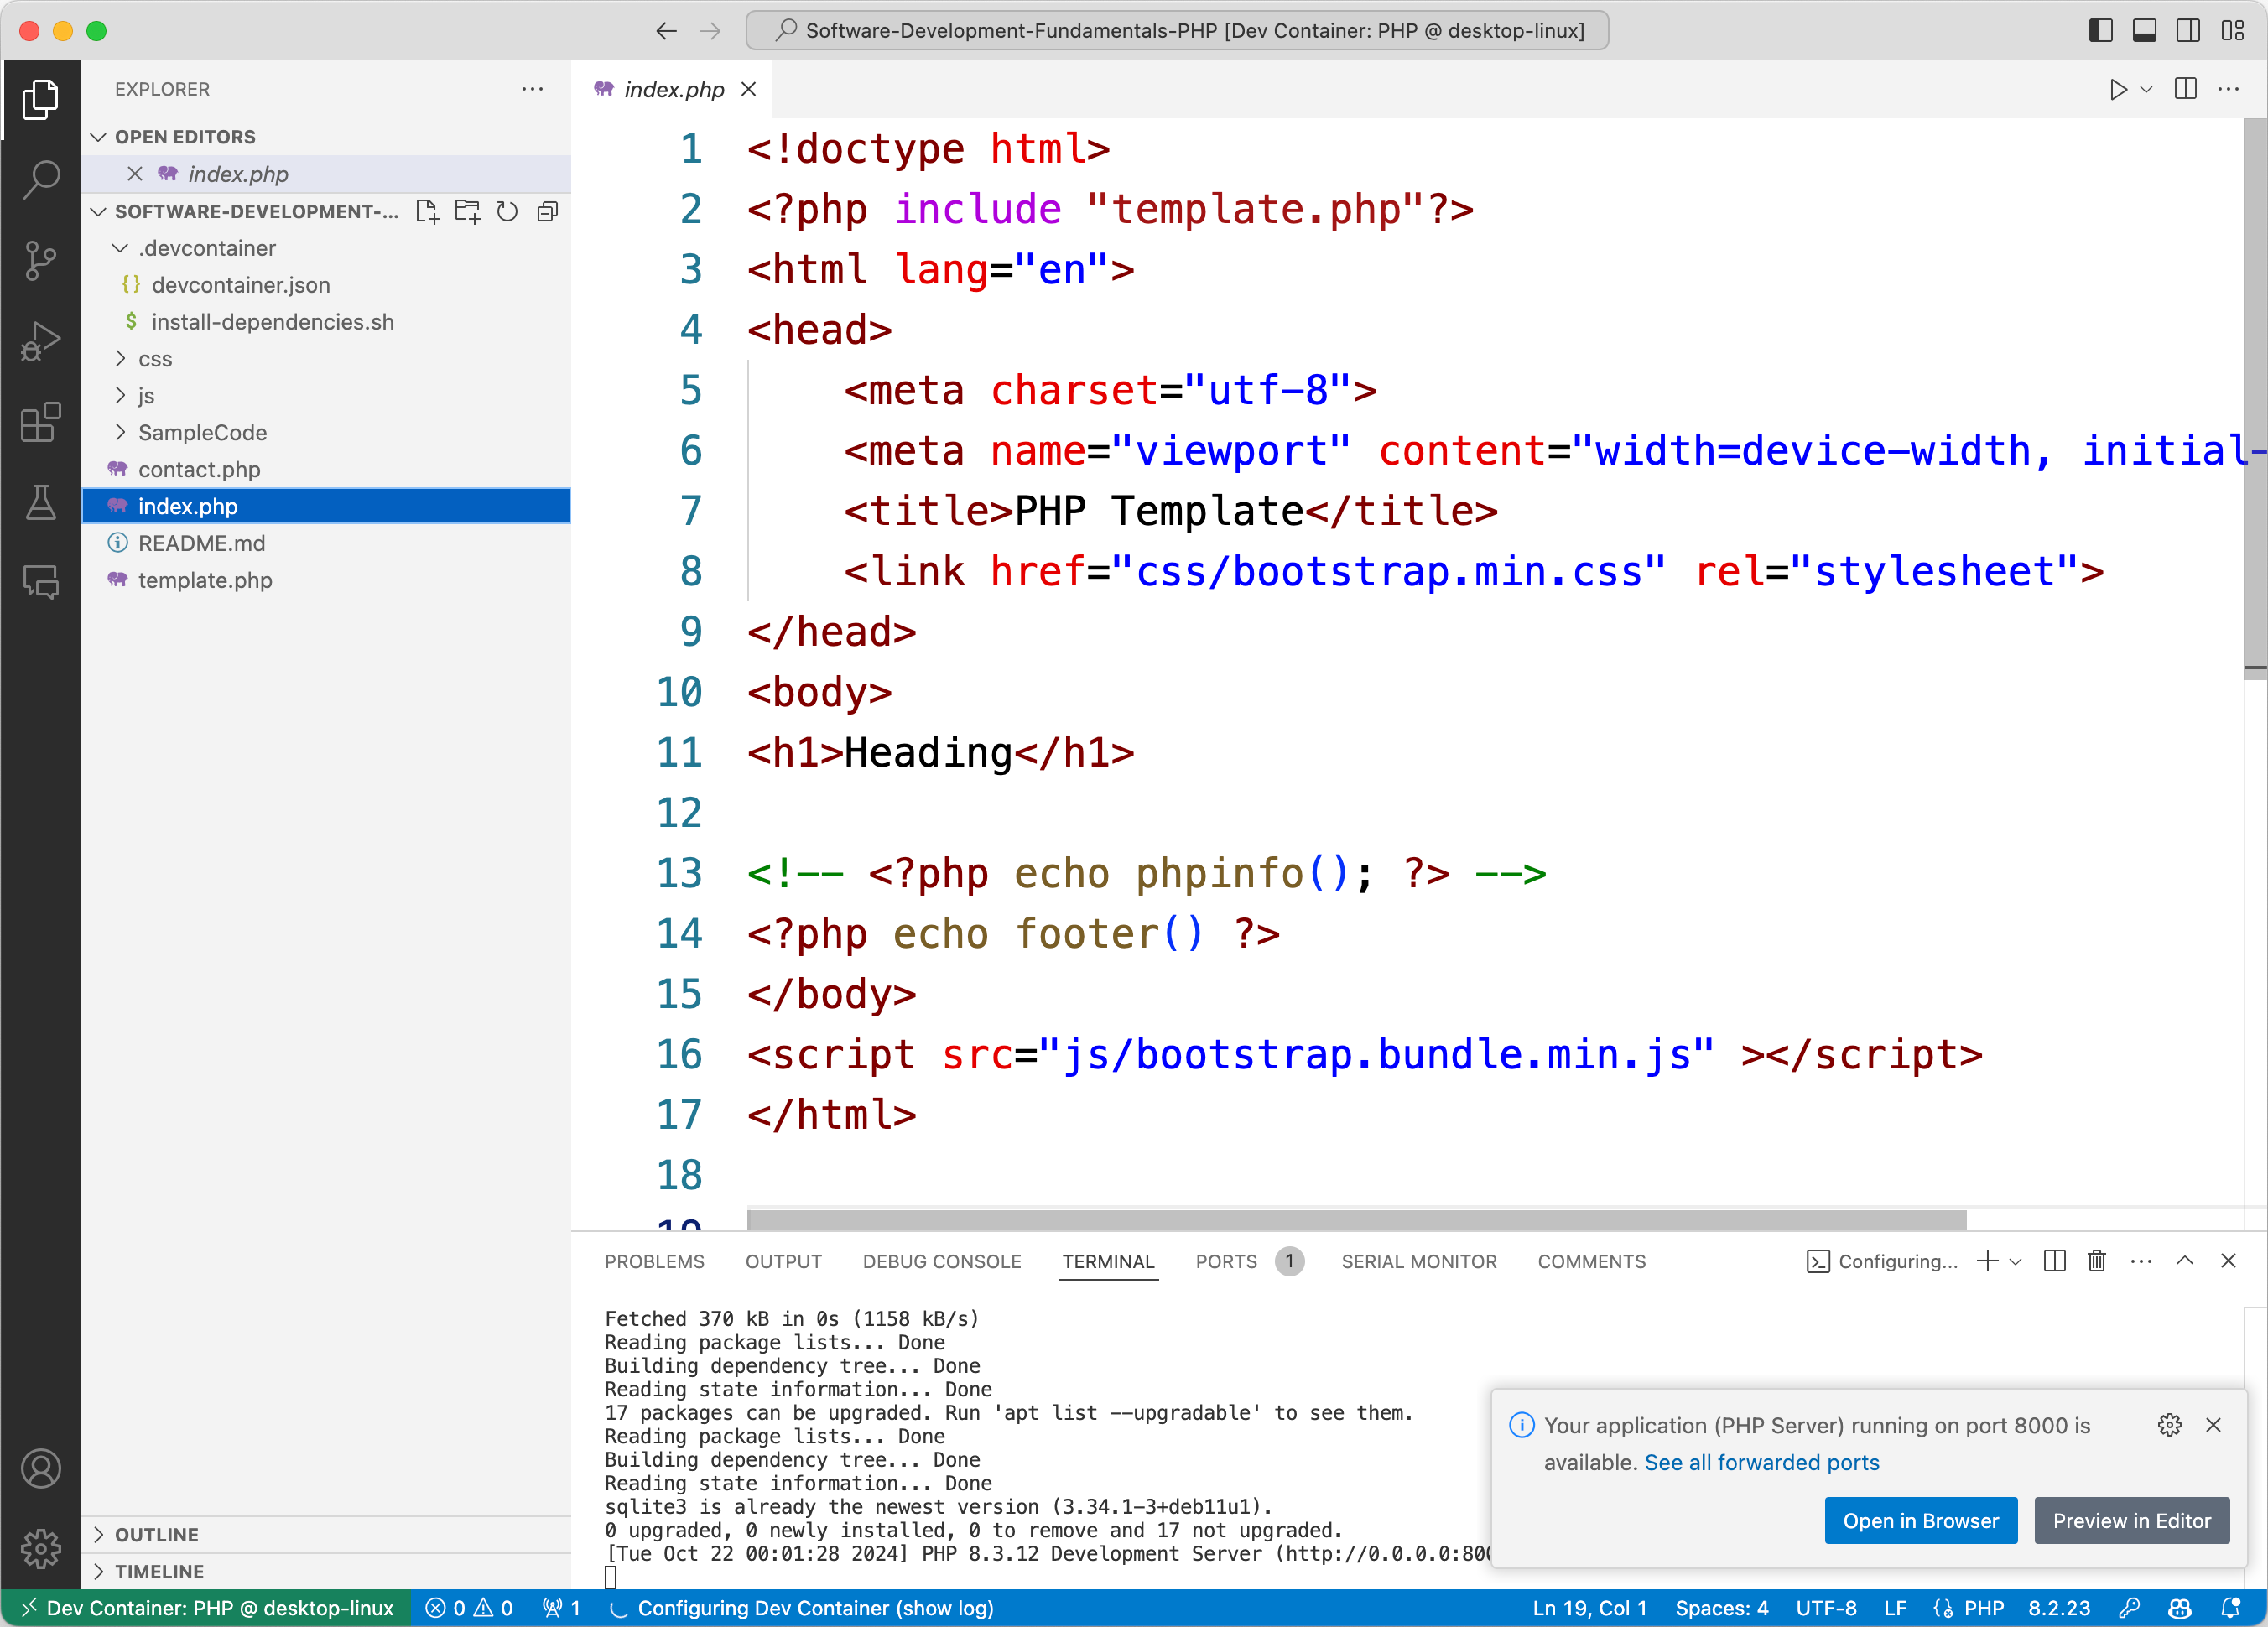 Software-Development-Fundamentals-PHP [Dev Container: PHP @ desktop-linux]
EXPLORER
OPEN EDITORS
index.php
SOFTWARE-DEVELOPMENT-...
.devcontainer
{} devcontainer.json
$ install-dependencies.sh
css
js
SampleCode
contact.php
index.php
README.md
template.php
OUTLINE
TIMELINE
index.php
1 <!doctype html>
2 <?php include "template.php"?>
3 <html lang="en">
4 <head>
5 <meta charset="utf-8">
6 <meta name="viewport" content="width=device-width, initial-
7 <title>PHP Template</title>
8 <link href="css/bootstrap.min.css" rel="stylesheet">
9 </head>
10 <body>
11 <h1>Heading</h1>
12
13 <!-- <?php echo phpinfo(); ?> -->
14 <?php echo footer() ?>
15 </body>
16 <script src="js/bootstrap.bundle.min.js" ></script>
17 </html>
18
19
PROBLEMS OUTPUT DEBUG CONSOLE TERMINAL PORTS 1 SERIAL MONITOR COMMENTS Configuring...
Fetched 370 kB in 0s (1158 kB/s)
Reading package lists... Done
Building dependency tree... Done
Reading state information... Done
17 packages can be upgraded. Run 'apt list --upgradable' to see them.
Reading package lists... Done
Building dependency tree... Done
Reading state information... Done
sqlite3 is already the newest version (3.34.1-3+deb11u1).
0 upgraded, 0 newly installed, 0 to remove and 17 not upgraded.
[Tue Oct 22 00:01:28 2024] PHP 8.3.12 Development Server (http://0.0.0.0:800
Your application (PHP Server) running on port 8000 is
available. See all forwarded ports
Open in Browser Preview in Editor
Dev Container: PHP @ desktop-linux 0 0 1 Configuring Dev Container (show log) Ln 19, Col 1 Spaces: 4 UTF-8 LF PHP 8.2.23